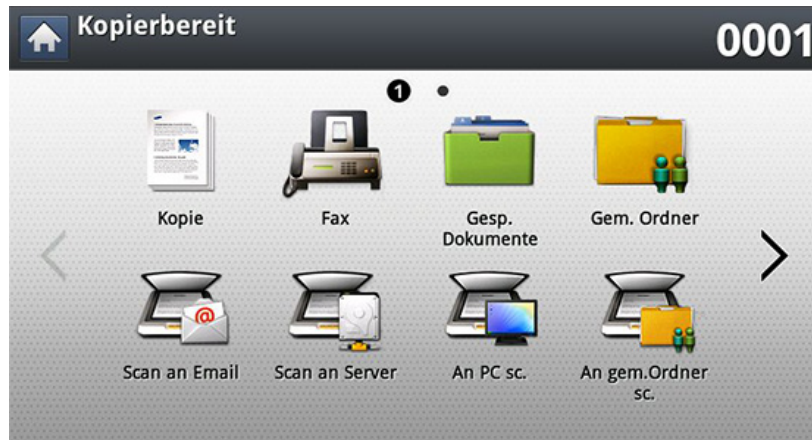 Kopierbereit
0001
1
Kopie
Fax
Gesp.
Dokumente
Gem. Ordner
Scan an Email
Scan an Server
An PC sc.
An gem.Ordner
sc.